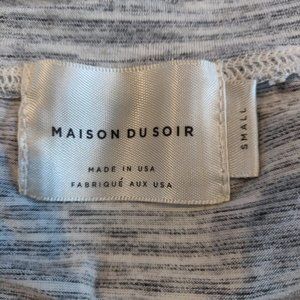 MAISON DU SOIR
MADE IN USA
FABRIQUÉ AUX USA
SMALL